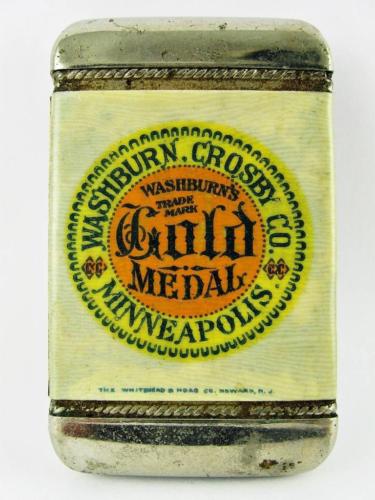 WASHBURN, CROSBY CO.
WASHBURN'S
TRADE
MARK
Gold
MEDAL
MINNEAPOLIS
THE WHITEHEAD & HOAG CO. NEWARK, N.J.